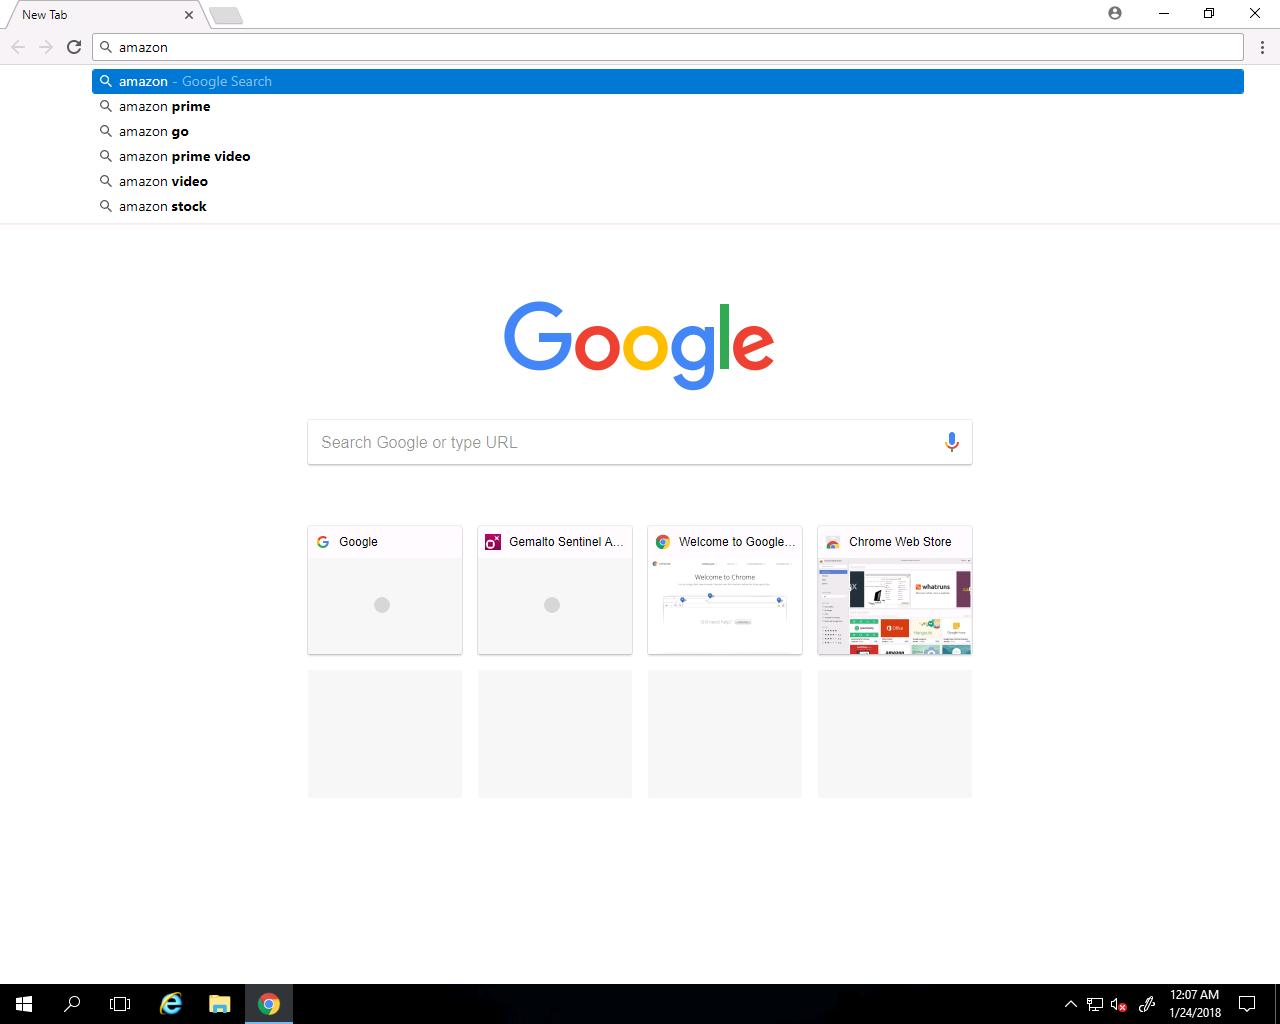 New Tab
amazon
amazon - Google Search
amazon prime
amazon go
amazon prime video
amazon video
amazon stock
Google
Search Google or type URL
Google
Gemalto Sentinel A...
Welcome to Google...
Chrome Web Store
Welcome to Chrome
whatruns
Office
Hangouts
12:07 AM
1/24/2018